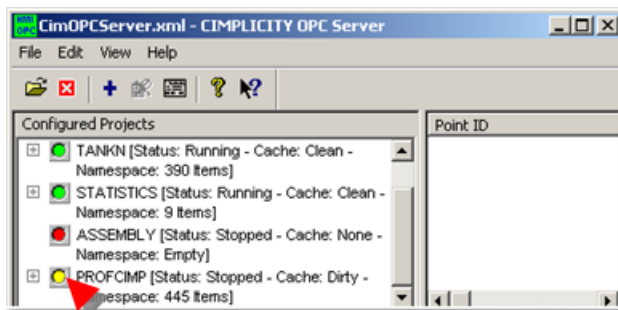 HMI
OPC
CimOPCServer.xml - CIMPLICITY OPC Server
File Edit View Help
Configured Projects
Point ID
TANKN [Status: Running - Cache: Clean -
Namespace: 390 Items]
STATISTICS [Status: Running - Cache: Clean -
Namespace: 9 Items]
ASSEMBLY [Status: Stopped - Cache: None -
Namespace: Empty]
PROFCIMP [Status: Stopped - Cache: Dirty -
espace: 445 Items]